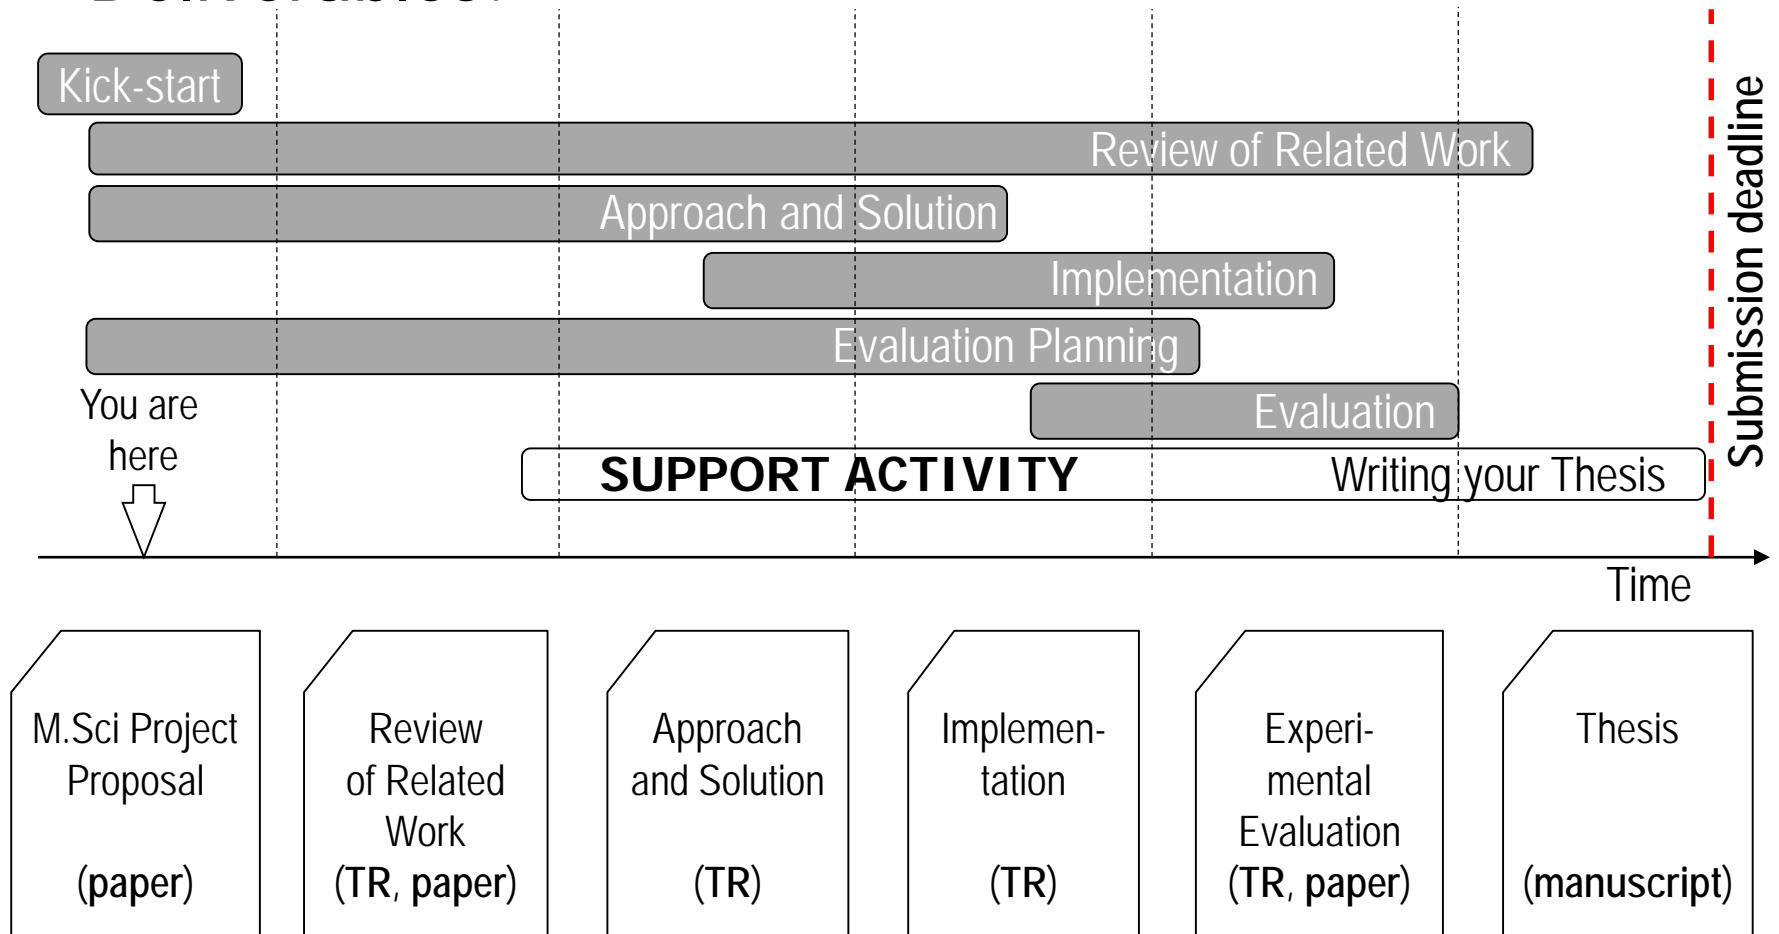 Kick-start
Review of Related Work
Approach and Solution
Implementation
Evaluation Planning
You are
here
Evaluation
SUPPORT ACTIVITY
Writing your Thesis
Submission deadline
Time
M.Sci Project
Proposal
(paper)
Review
of Related
Work
(TR, paper)
Approach
and Solution
(TR)
Implemen-
tation
(TR)
Experi-
mental
Evaluation
(TR, paper)
Thesis
(manuscript)